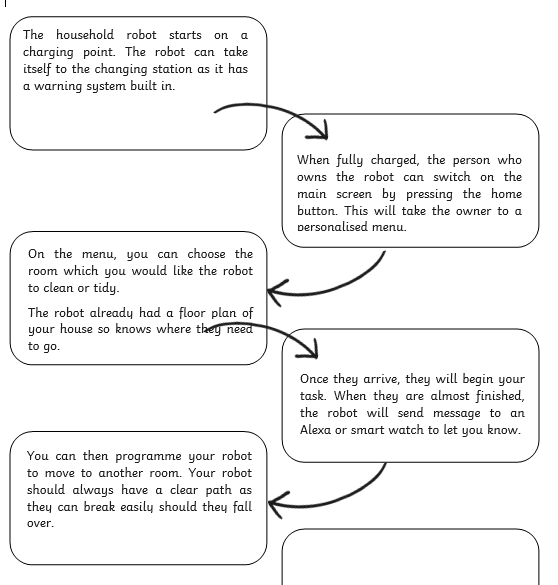 The household robot starts on a
charging point. The robot can take
itself to the changing station as it has
a warning system built in.
When fully charged, the person who
owns the robot can switch on the
main screen by pressing the home
button. This will take the owner to a
personalised menu.
On the menu, you can choose the
room which you would like the robot
to clean or tidy.
The robot already had a floor plan of
your house so knows where they need
to go.
Once they arrive, they will begin your
task. When they are almost finished,
the robot will send message to an
Alexa or smart watch to let you know.
You can then programme your robot
to move to another room. Your robot
should always have a clear path as
they can break easily should they fall
over.